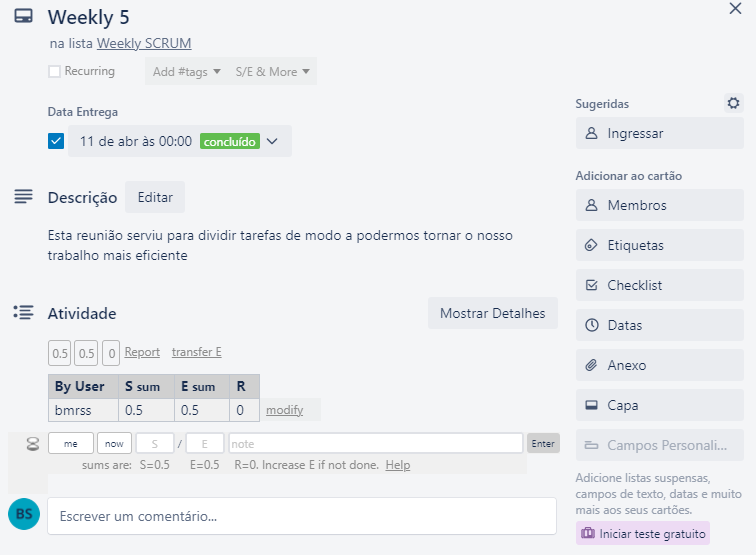 Weekly 5
na lista Weekly SCRUM
Recurring
Add #tags
S/E & More
Data Entrega
11 de abr às 00:00 concluído
Descrição
Editar
Esta reunião serviu para dividir tarefas de modo a podermos tornar o nosso
trabalho mais eficiente
Atividade
Mostrar Detalhes
0.5 0.5 0 Report transfer E
By User S sum E sum R
bmrss 0.5 0.5 0 modify
me now S / E note Enter
sums are: S=0.5 E=0.5 R=0. Increase E if not done. Help
BS
Escrever um comentário...
Sugeridas
Ingressar
Adicionar ao cartão
Membros
Etiquetas
Checklist
Datas
Anexo
Capa
Campos Personali...
Adicione listas suspensas,
campos de texto, datas e muito
mais aos seus cartões.
Iniciar teste gratuito